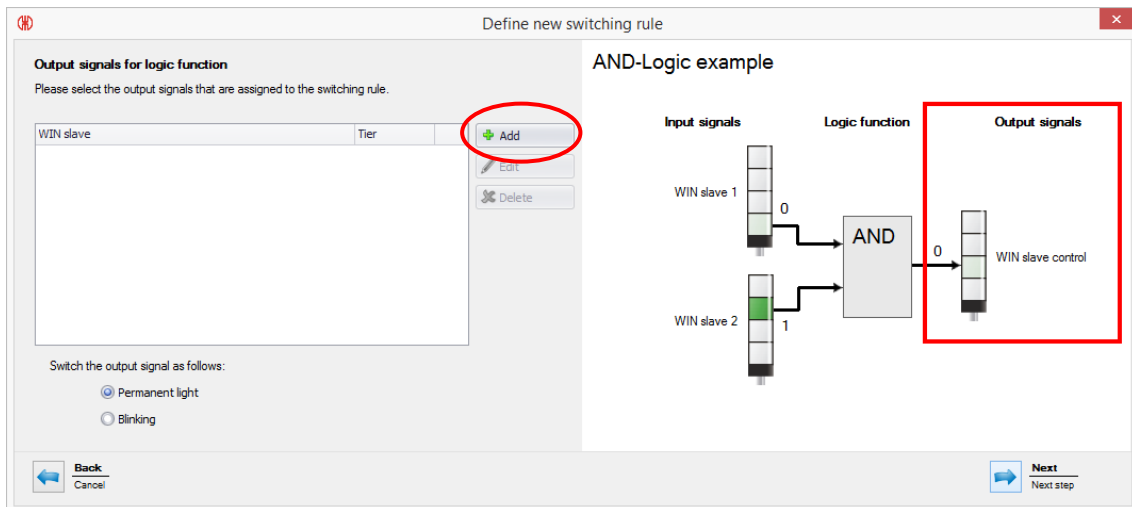 Define new switching rule
Output signals for logic function
Please select the output signals that are assigned to the switching rule.
WIN slave Tier
Add
Edit
Delete
Switch the output signal as follows:
Permanent light
Blinking
AND-Logic example
Input signals Logic function Output signals
WIN slave 1
0
AND
0
WIN slave control
WIN slave 2
1
Back
Cancel
Next
Next step